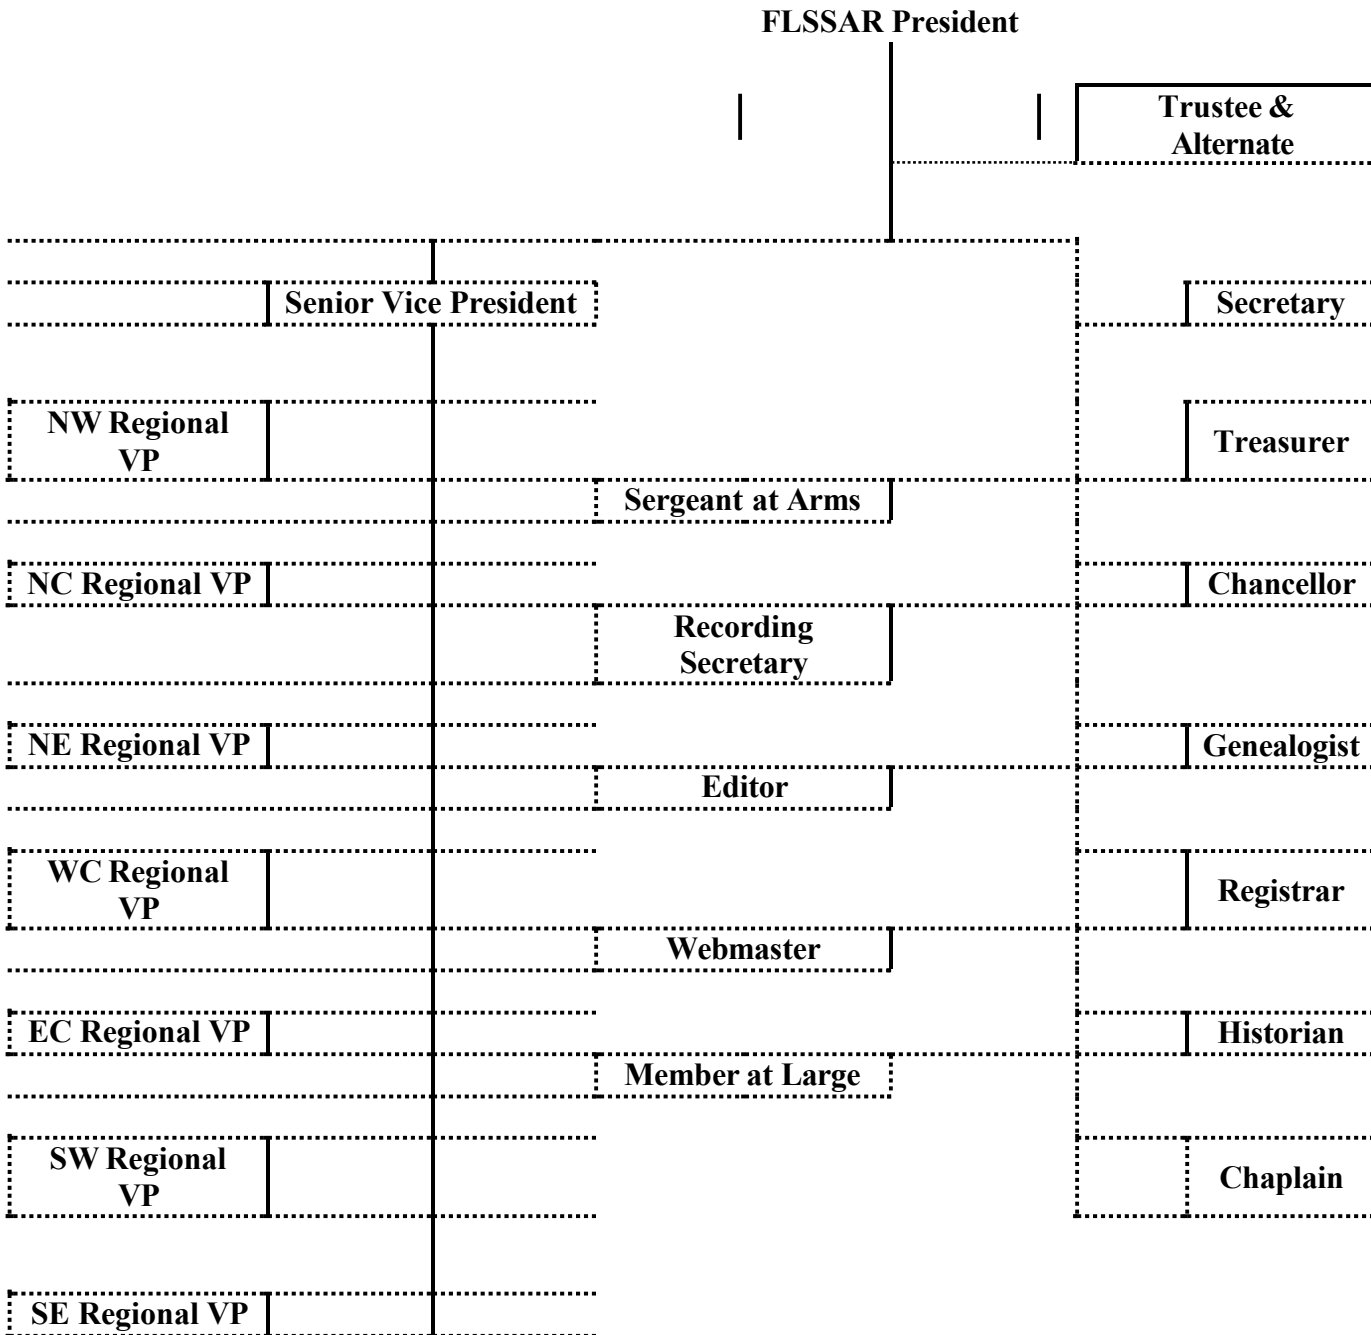 FLSSAR President
Trustee &
Alternate
Senior Vice President
Secretary
NW Regional
VP
Treasurer
Sergeant at Arms
NC Regional VP
Chancellor
Recording
Secretary
NE Regional VP
Genealogist
Editor
WC Regional
VP
Registrar
Webmaster
EC Regional VP
Historian
Member at Large
SW Regional
VP
Chaplain
SE Regional VP